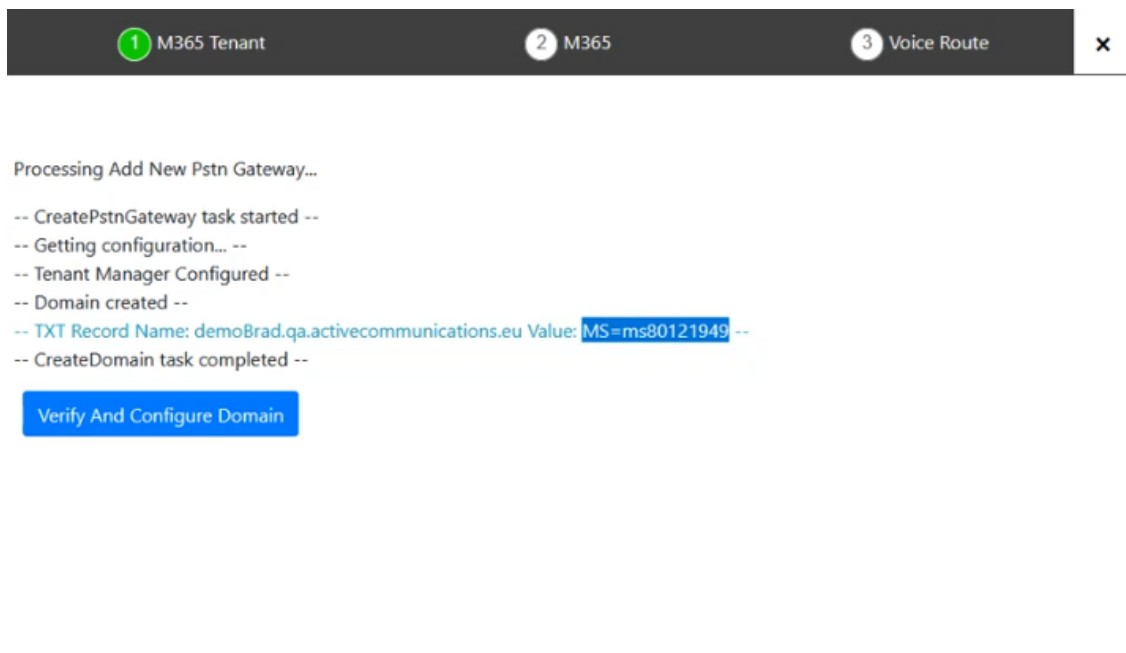 1 M365 Tenant 2 M365 3 Voice Route ×
Processing Add New Pstn Gateway...
-- CreatePstnGateway task started --
-- Getting configuration... --
-- Tenant Manager Configured --
-- Domain created --
-- TXT Record Name: demoBrad.qa.activecommunications.eu Value: MS=ms80121949 --
-- CreateDomain task completed --
Verify And Configure Domain